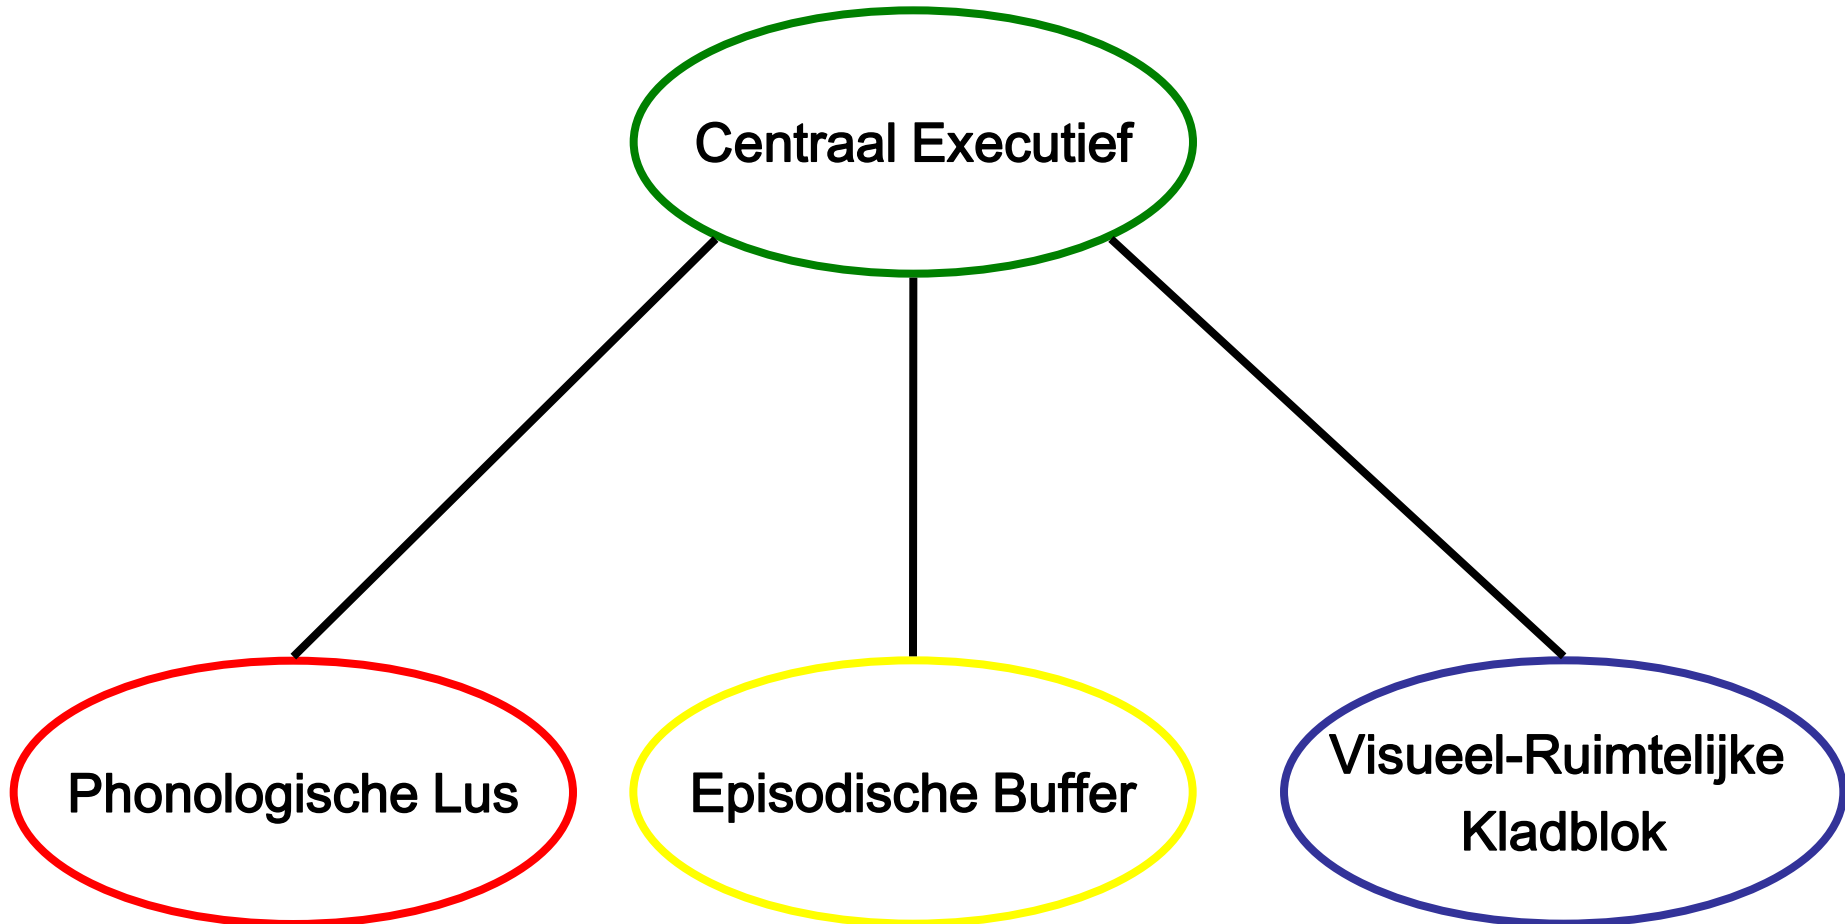 Centraal Executief
Phonologische Lus
Episodische Buffer
Visueel-Ruimtelijke
Kladblok